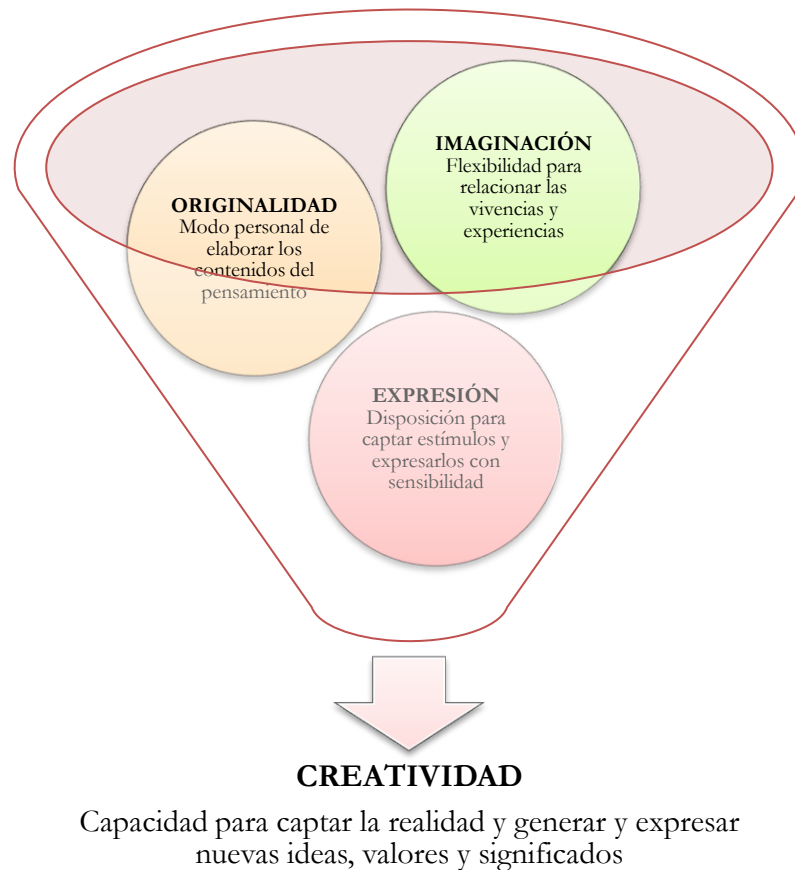 IMAGINACIÓN
Flexibilidad para
relacionar las
vivencias y
experiencias
ORIGINALIDAD
Modo personal de
elaborar los
contenidos del
pensamiento
EXPRESIÓN
Disposición para
captar estímulos y
expresarlos con
sensibilidad
CREATIVIDAD
Capacidad para captar la realidad y generar y expresar
nuevas ideas, valores y significados